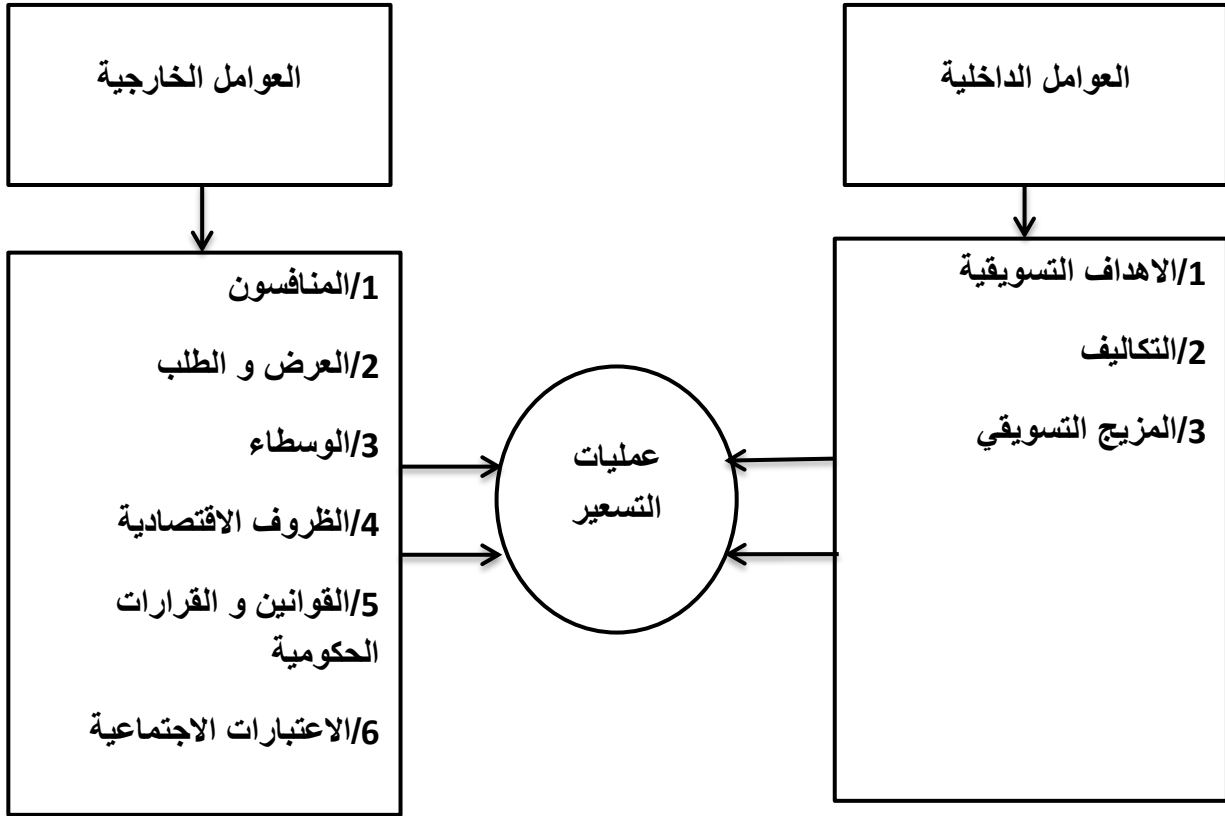 العوامل الداخلية
1/الاهداف التسويقية
2/التكاليف
3/المزيج التسويقي
عمليات
التسعير
العوامل الخارجية
1/المنافسون
2/العرض و الطلب
3/الوسطاء
4/الظروف الاقتصادية
5/القوانين و القرارات
الحكومية
6/الاعتبارات الاجتماعية